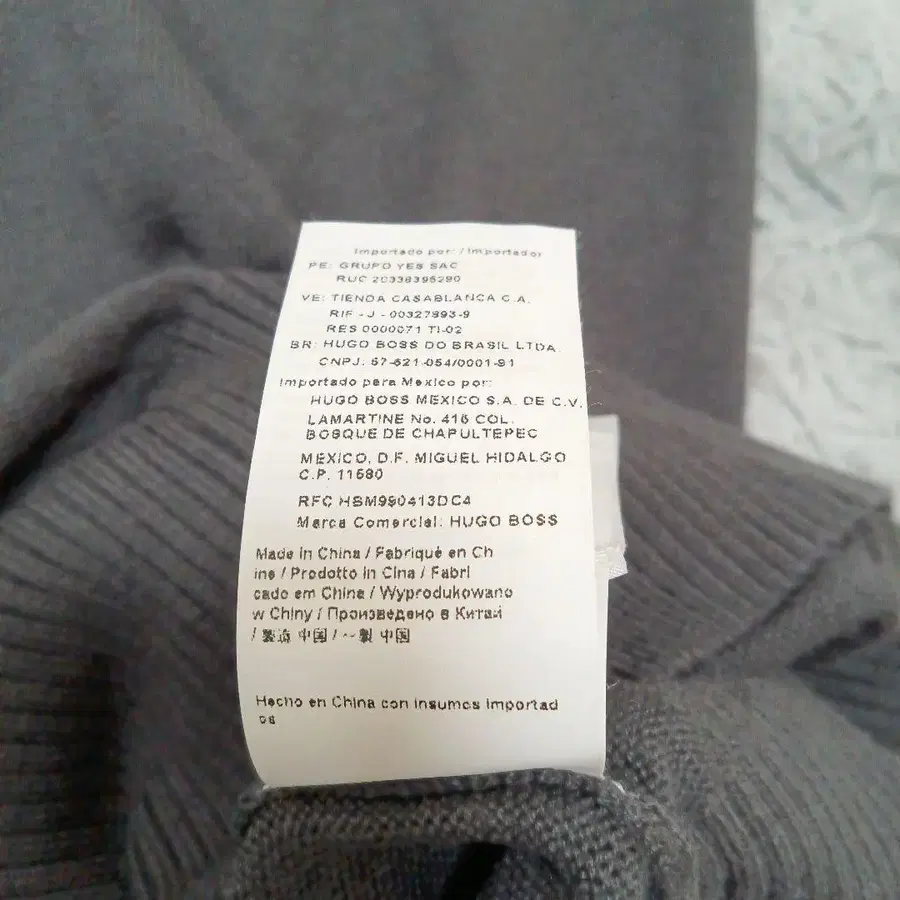 Importado por: / Importador
PE: GRUPO YES SAC
RUC 20338395290
VE: TIENDA CASABLANCA C.A.
RIF - J - 00327893-9
RES 0000071 TI-02
BR: HUGO BOSS DO BRASIL LTDA.
CNPJ. 67-621-054/0001-91
Importado para Mexico por:
HUGO BOSS MEXICO S.A. DE C.V.
LAMARTINE No. 416 COL.
BOSQUE DE CHAPULTEPEC
MEXICO, D.F. MIGUEL HIDALGO
C.P. 11580
RFC HBM990413DC4
Marca Comercial: HUGO BOSS
Made in China / Fabriqué en Ch
ine / Prodotto in Cina / Fabri
cado em China / Wyprodukowano
w Chiny / Произведено в Китай
/ 製造 中国 / ~製 中国
Hecho en China con insumos importad
os